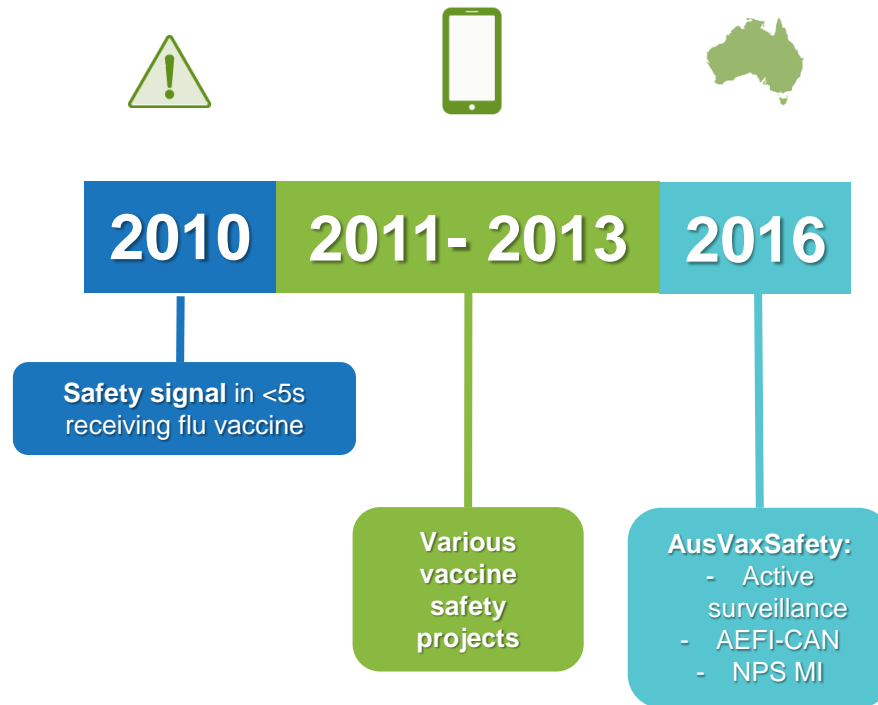 2010
2011- 2013
2016
Safety signal in <5s
receiving flu vaccine
Various
vaccine
safety
projects
AusVaxSafety:
- Active
surveillance
- AEFI-CAN
- NPS MI